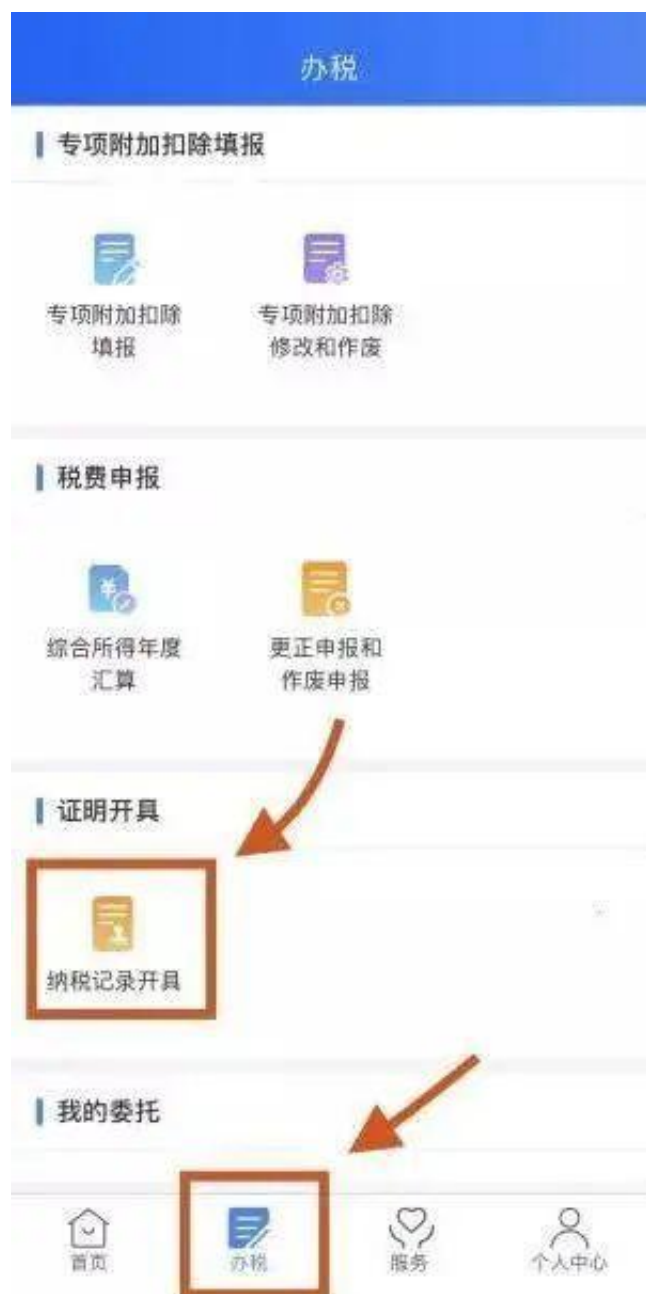 办税
专项附加扣除填报
专项附加扣除 专项附加扣除
填报 修改和作废
税费申报
综合所得年度 更正申报和
汇算 作废申报
证明开具
纳税记录开具
我的委托
首页 办税 服务 个人中心